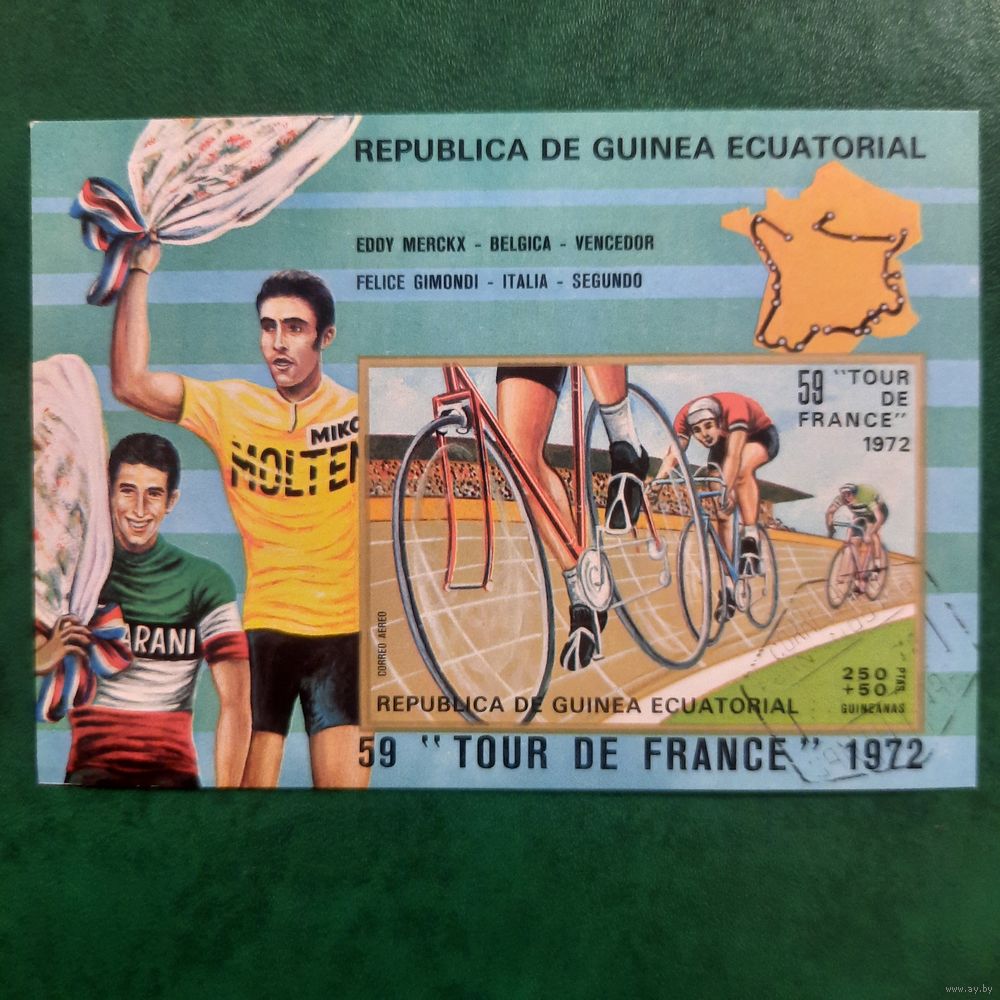 REPUBLICA DE GUINEA ECUATORIAL
EDDY MERCKX - BELGICA - VENCEDOR
FELICE GIMONDI - ITALIA - SEGUNDO
MIKO
MOLTEN
ARANI
59 "TOUR
DE
FRANCE"
1972
CORREO AEREO
250 PTAS
+50
GUINEANAS
REPUBLICA DE GUINEA ECUATORIAL
59 "TOUR DE FRANCE" 1972
www.ay.by